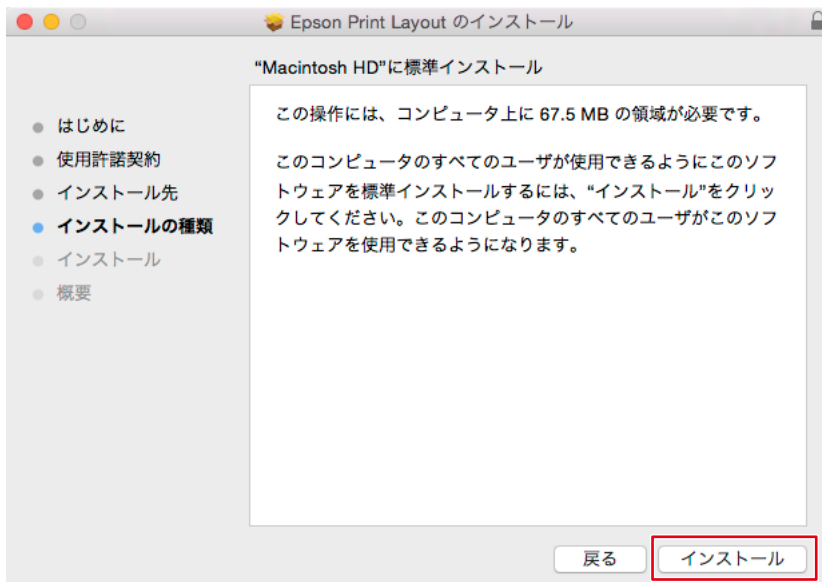 Epson Print Layout のインストール
“Macintosh HD”に標準インストール
はじめに
使用許諾契約
インストール先
インストールの種類
インストール
概要
この操作には、コンピュータ上に 67.5 MB の領域が必要です。
このコンピュータのすべてのユーザが使用できるようにこのソフ
トウェアを標準インストールするには、“インストール”をクリッ
クしてください。このコンピュータのすべてのユーザがこのソフ
トウェアを使用できるようになります。
戻る
インストール